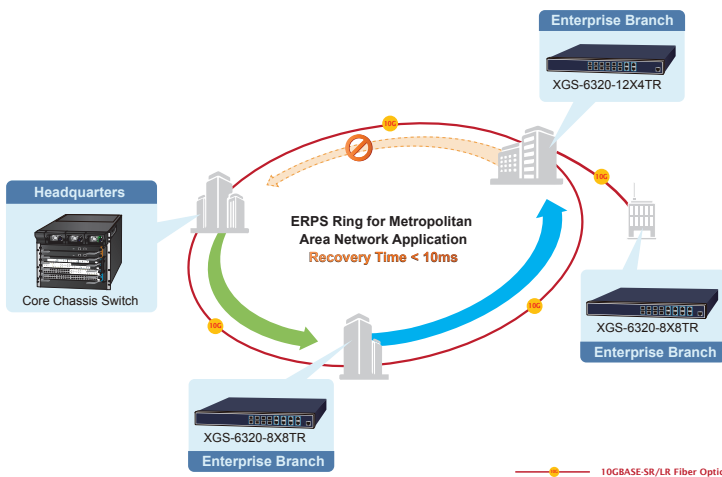 Enterprise Branch
XGS-6320-12X4TR
10G
10G
Headquarters
Core Chassis Switch
ERPS Ring for Metropolitan
Area Network Application
Recovery Time < 10ms
10G
10G
XGS-6320-8X8TR
Enterprise Branch
XGS-6320-8X8TR
Enterprise Branch
10G
10GBASE-SR/LR Fiber Optic